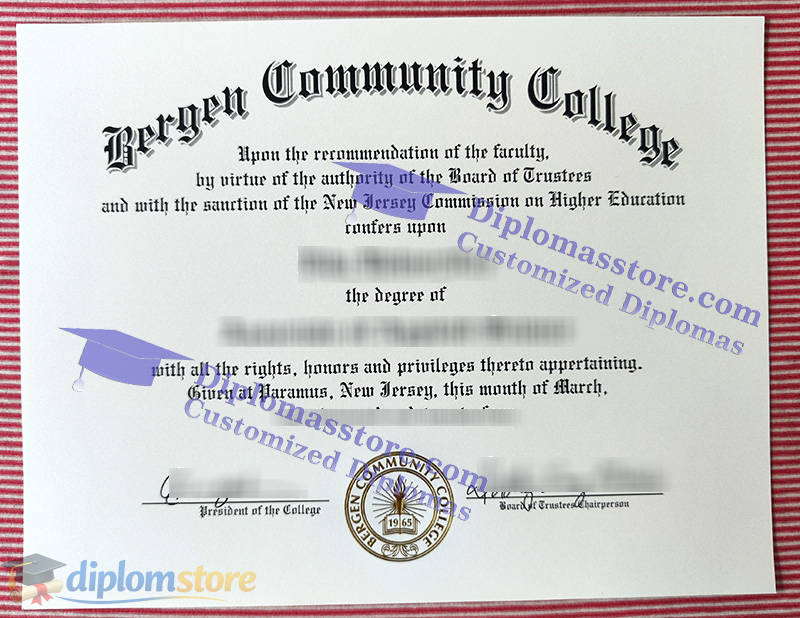 Bergen Community College
Upon the recommendation of the faculty,
by virtue of the authority of the Board of Trustees
and with the sanction of the New Jersey Commission on Higher Education
confers upon
the degree of
with all the rights, honors and privileges thereto appertaining.
Given at Paramus, New Jersey, this month of March,
President of the College
Board of Trustees Chairperson
BERGEN COMMUNITY COLLEGE
1965
Diplomasstore.com
Customized Diplomas
Diplomasstore.com
Customized Diplomas
diplomstore